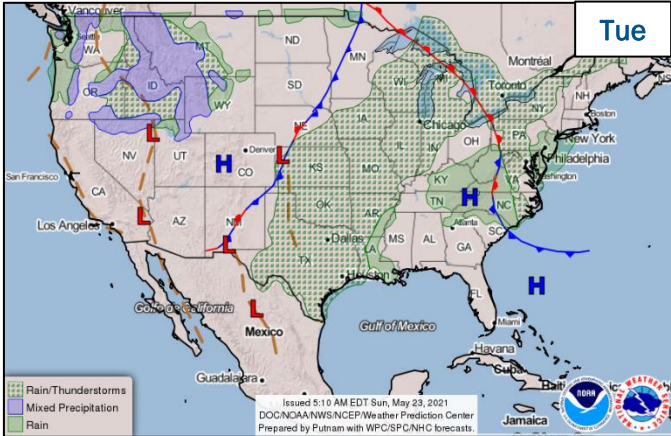 Tue
Vancouver
Seattle
WA
MT
ND
MN
Montréal
OR
ID
WY
SD
WI
MI
Toronto
NY
NH
Boston
IA
Chicago
PA
New York
NV
UT
Denver
NE
IL
IN
OH
Philadelphia
San Francisco
H
CO
L
KS
MO
KY
VA
Washington
CA
L
OK
TN
H
NC
Los Angeles
L
AZ
NM
AR
Atlanta
SC
L
Dallas
MS
AL
GA
TX
LA
Houston
H
Golfo de California
L
FL
Mexico
Gulf of Mexico
Miami
Havana
Cuba
Guadalajara
Jamaica
Rain/Thunderstorms
Mixed Precipitation
Rain
Issued 5:10 AM EDT Sun, May 23, 2021
DOC/NOAA/NWS/NCEP/Weather Prediction Center
Prepared by Putnam with WPC/SPC/NHC forecasts.
NOAA
NATIONAL WEATHER SERVICE